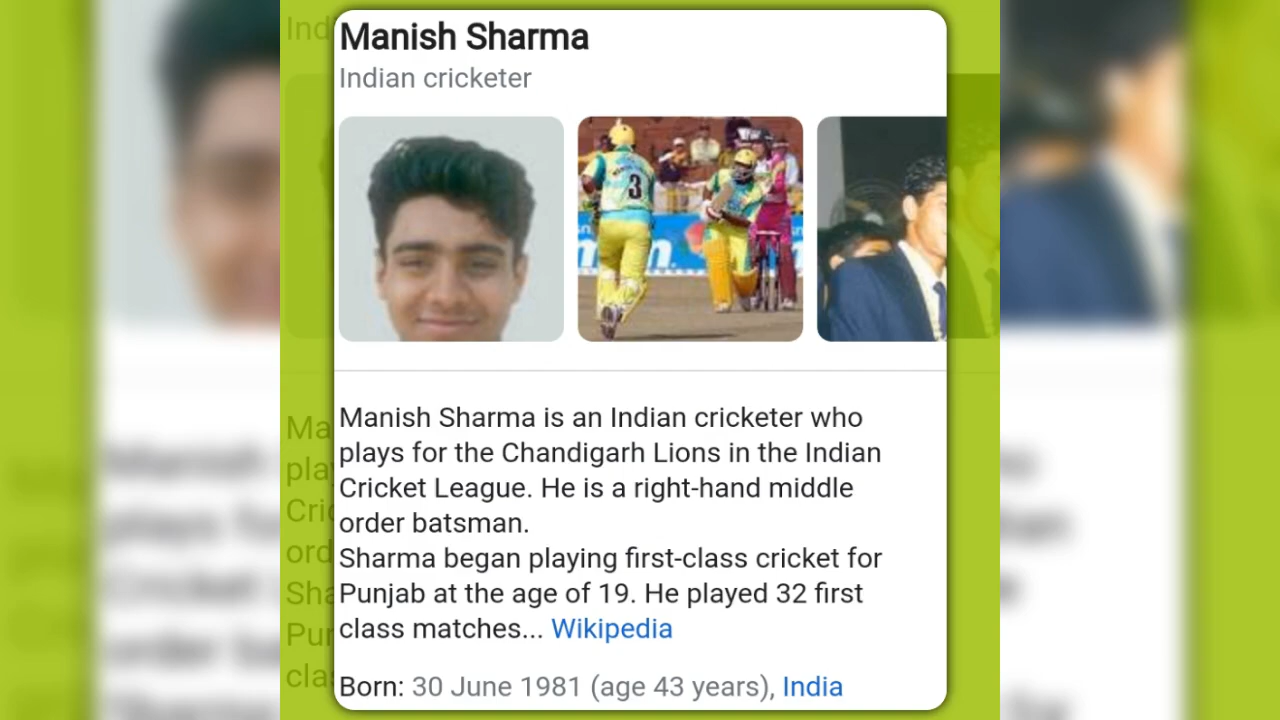 Manish Sharma
Indian cricketer
3
Manish Sharma is an Indian cricketer who
plays for the Chandigarh Lions in the Indian
Cricket League. He is a right-hand middle
order batsman.
Sharma began playing first-class cricket for
Punjab at the age of 19. He played 32 first
class matches... Wikipedia
Born: 30 June 1981 (age 43 years), India